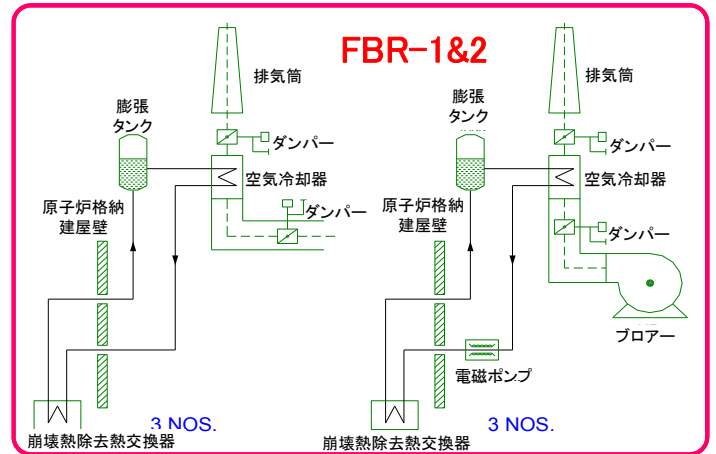 FBR-1&2
排気筒
膨張
タンク
ダンパー
空気冷却器
原子炉格納
建屋壁
ダンパー
3 NOS.
崩壊熱除去熱交換器
排気筒
膨張
タンク
ダンパー
空気冷却器
原子炉格納
建屋壁
ダンパー
ブロアー
電磁ポンプ
3 NOS.
崩壊熱除去熱交換器